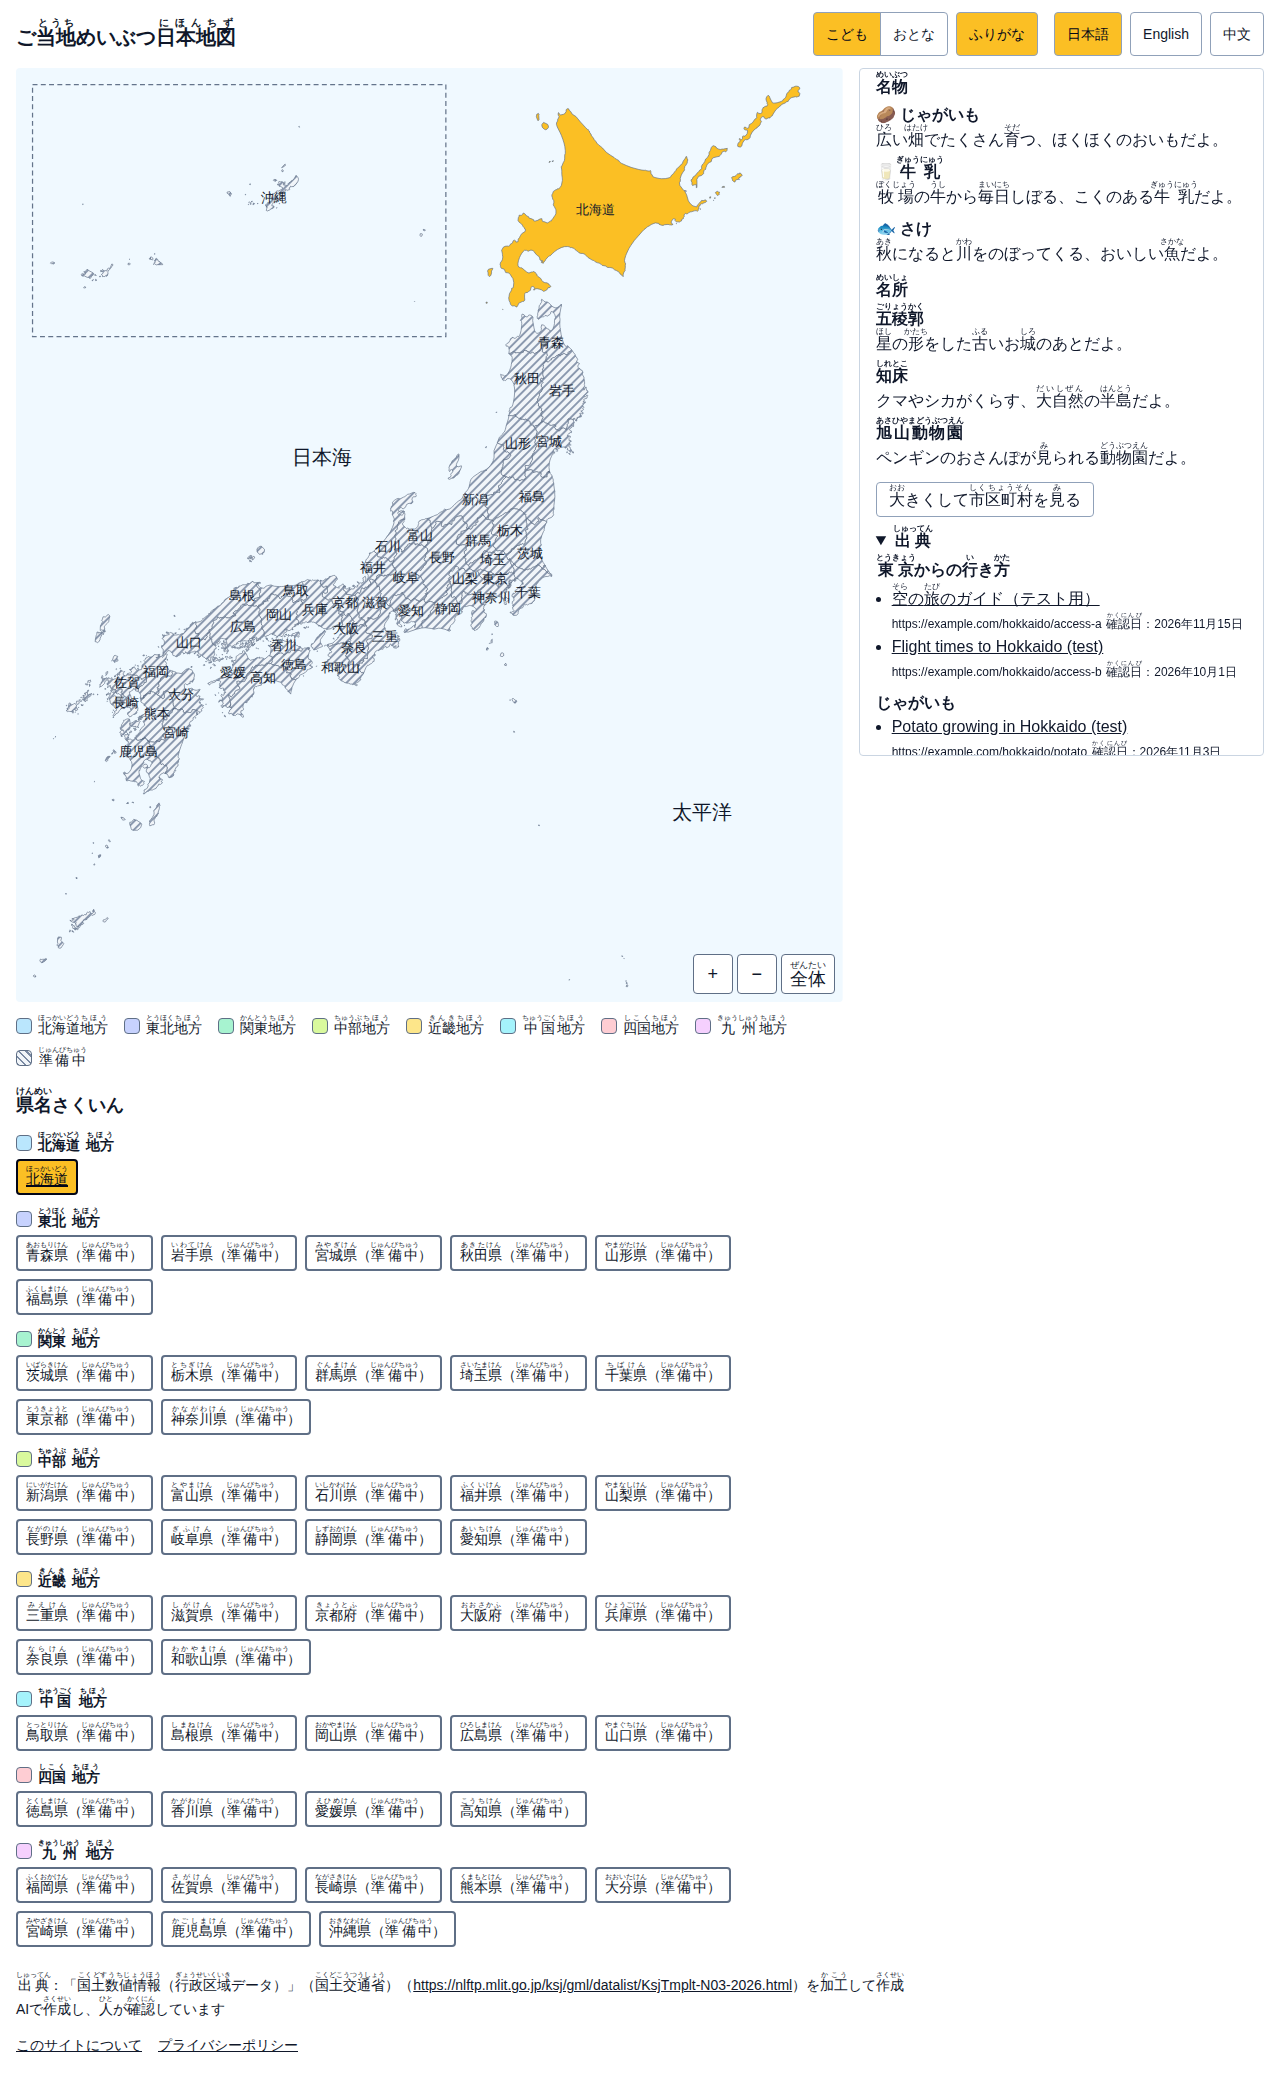 ご当地めいぶつ日本地図
こども おとな ふりがな 日本語 English 中文
沖縄
北海道
青森
秋田
岩手
山形 宮城
日本海
新潟 福島
富山 群馬 栃木
石川 長野 埼玉 茨城
福井 岐阜 山梨 東京
島根 鳥取 京都 滋賀 神奈川 千葉
岡山 兵庫 愛知 静岡
広島 大阪
山口 香川 奈良 三重
福岡 愛媛 高知 徳島 和歌山
佐賀 大分
長崎 熊本
宮崎
鹿児島
太平洋
+ − 全体
名物
🥔 じゃがいも
広い畑でたくさん育つ、ほくほくのおいもだよ。
🥛 牛乳
牧場の牛から毎日しぼる、こくのある牛乳だよ。
🐟 さけ
秋になると川をのぼってくる、おいしい魚だよ。
名所
五稜郭
星の形をした古いお城のあとだよ。
知床
クマやシカがくらす、大自然の半島だよ。
旭山動物園
ペンギンのおさんぽが見られる動物園だよ。
大きくして市区町村を見る
▼ 出典
東京からの行き方
• 空の旅のガイド（テスト用）
https://example.com/hokkaido/access-a 確認日：2026年11月15日
• Flight times to Hokkaido (test)
https://example.com/hokkaido/access-b 確認日：2026年10月1日
じゃがいも
• Potato growing in Hokkaido (test)
https://example.com/hokkaido/potato 確認日：2026年11月3日
北海道地方 東北地方 関東地方 中部地方 近畿地方 中国地方 四国地方 九州地方
準備中
県名さくいん
北海道 地方
北海道
東北 地方
青森県（準備中） 岩手県（準備中） 宮城県（準備中） 秋田県（準備中） 山形県（準備中）
福島県（準備中）
関東 地方
茨城県（準備中） 栃木県（準備中） 群馬県（準備中） 埼玉県（準備中） 千葉県（準備中）
東京都（準備中） 神奈川県（準備中）
中部 地方
新潟県（準備中） 富山県（準備中） 石川県（準備中） 福井県（準備中） 山梨県（準備中）
長野県（準備中） 岐阜県（準備中） 静岡県（準備中） 愛知県（準備中）
近畿 地方
三重県（準備中） 滋賀県（準備中） 京都府（準備中） 大阪府（準備中） 兵庫県（準備中）
奈良県（準備中） 和歌山県（準備中）
中国 地方
鳥取県（準備中） 島根県（準備中） 岡山県（準備中） 広島県（準備中） 山口県（準備中）
四国 地方
徳島県（準備中） 香川県（準備中） 愛媛県（準備中） 高知県（準備中）
九州 地方
福岡県（準備中） 佐賀県（準備中） 長崎県（準備中） 熊本県（準備中） 大分県（準備中）
宮崎県（準備中） 鹿児島県（準備中） 沖縄県（準備中）
出典：「国土数値情報（行政区域データ）」（国土交通省）（https://nlftp.mlit.go.jp/ksj/gml/datalist/KsjTmplt-N03-2026.html）を加工して作成
AIで作成し、人が確認しています
このサイトについて プライバシーポリシー